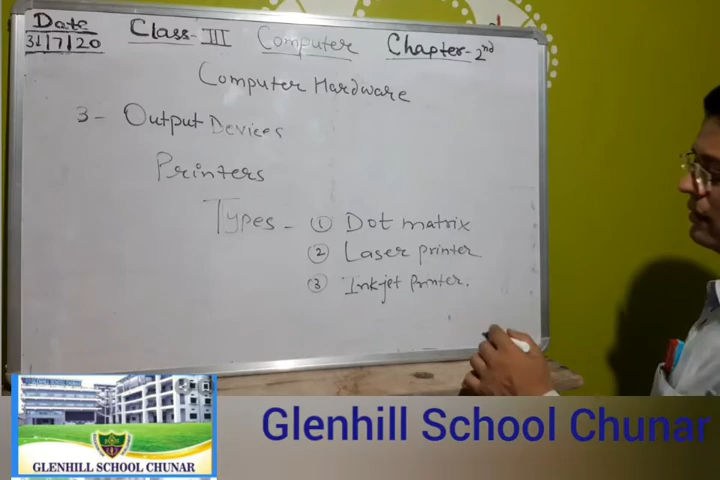 Date
31/7/20
Class-III Computer Chapter-2nd
Computer Hardware
3- Output Devices
Printers
Types - ① Dot matrix
② Laser printer
③ Inkjet Printer.
GLENHILL SCHOOL CHUNAR
Glenhill School Chunar